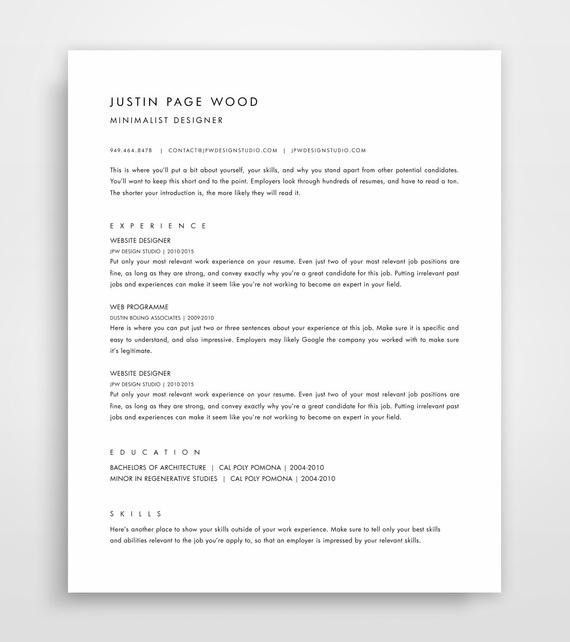 JUSTIN PAGE WOOD
MINIMALIST DESIGNER
949.464.8478 | CONTACT@JPWDESIGNSTUDIO.COM | JPWDESIGNSTUDIO.COM
This is where you'll put a bit about yourself, your skills, and why you stand apart from other potential candidates.
You'll want to keep this short and to the point. Employers look through hundreds of resumes, and have to read a ton.
The shorter your introduction is, the more likely they will read it.
EXPERIENCE
WEBSITE DESIGNER
JPW DESIGN STUDIO | 2010-2015
Put only your most relevant work experience on your resume. Even just two of your most relevant job positions are
fine, as long as they are strong, and convey exactly why you're a great candidate for this job. Putting irrelevant past
jobs and experiences can make it seem like you're not working to become an expert in your field.
WEB PROGRAMME
DUSTIN BOLING ASSOCIATES | 2009-2010
Here is where you can put just two or three sentences about your experience at this job. Make sure it is specific and
easy to understand, and also impressive. Employers may likely Google the company you worked with to make sure
it's legitimate.
WEBSITE DESIGNER
JPW DESIGN STUDIO | 2010-2015
Put only your most relevant work experience on your resume. Even just two of your most relevant job positions are
fine, as long as they are strong, and convey exactly why you're a great candidate for this job. Putting irrelevant past
jobs and experiences can make it seem like you're not working to become an expert in your field.
EDUCATION
BACHELORS OF ARCHITECTURE | CAL POLY POMONA | 2004-2010
MINOR IN REGENERATIVE STUDIES | CAL POLY POMONA | 2004-2010
SKILLS
Here's another place to show your skills outside of your work experience. Make sure to tell only your best skills
and abilities relevant to the job you're apply to, so that an employer is impressed by your relevant skills.